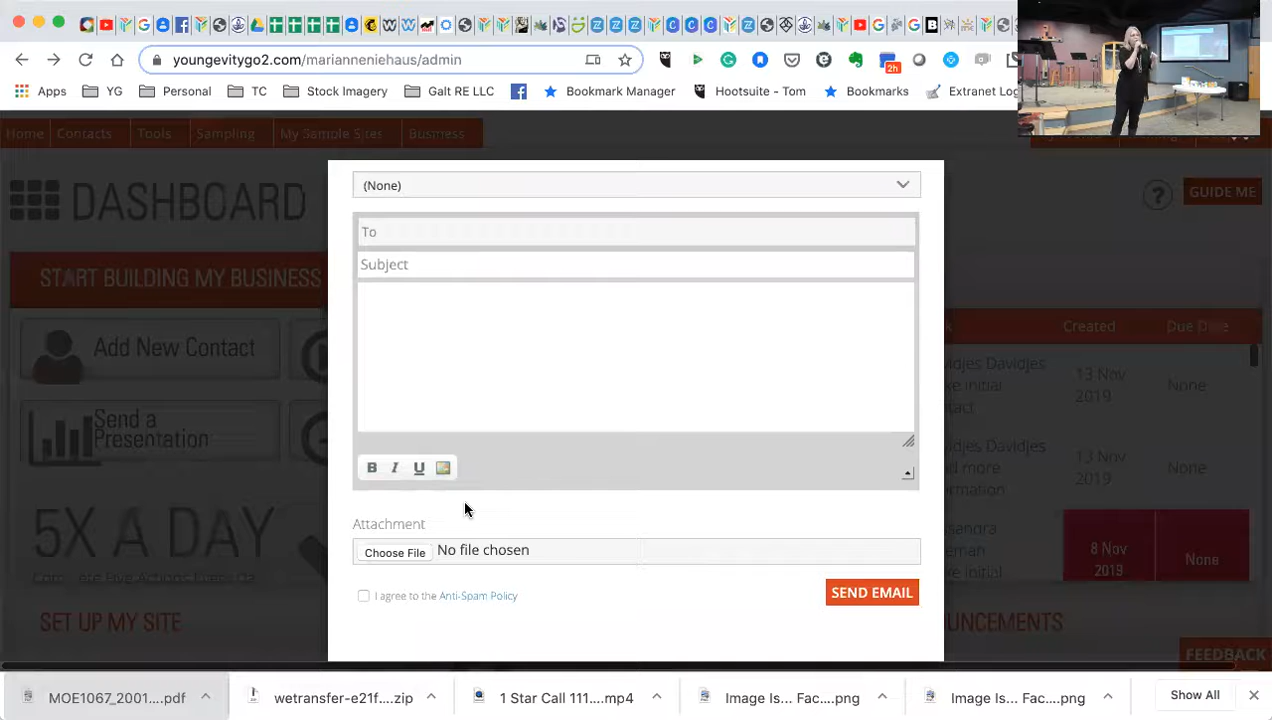 youngevitygo2.com/marianneniehaus/admin
2h
Apps YG Personal TC Stock Imagery Galt RE LLC Bookmark Manager Hootsuite - Tom Bookmarks Extranet Log
Home Contacts Tools Sampling My Sample Sites Business
DASHBOARD
? GUIDE ME
(None)
To
Subject
START BUILDING MY BUSINESS
Add New Contact
Send a
Presentation
5X A DAY
SET UP MY SITE
B I U
Attachment
Choose File No file chosen
I agree to the Anti-Spam Policy
SEND EMAIL
Created Due Date
Davidjes
13 Nov
2019
None
13 Nov
2019
None
8 Nov
2019
None
FEEDBACK
MOE1067_2001....pdf wetransfer-e21f....zip 1 Star Call 111....mp4 Image Is... Fac....png Image Is... Fac....png Show All